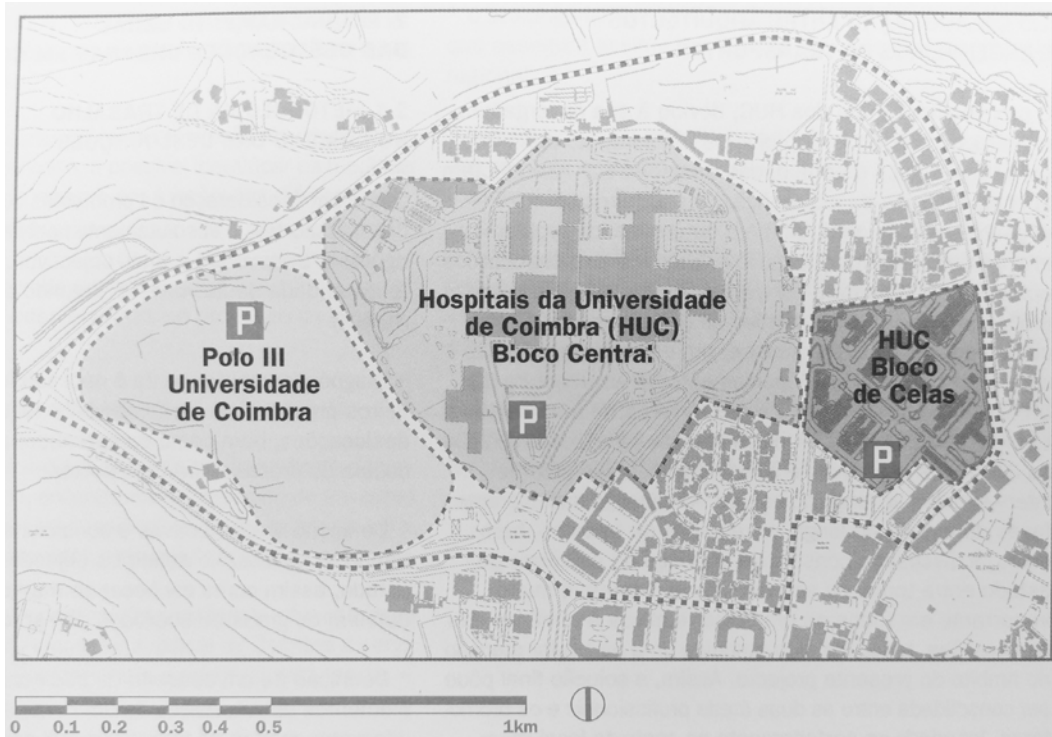 P
Polo III
Universidade
de Coimbra
Hospitais da Universidade
de Coimbra (HUC)
Bloco Central
P
HUC
Bloco
de Celas
P
0 0.1 0.2 0.3 0.4 0.5 1km